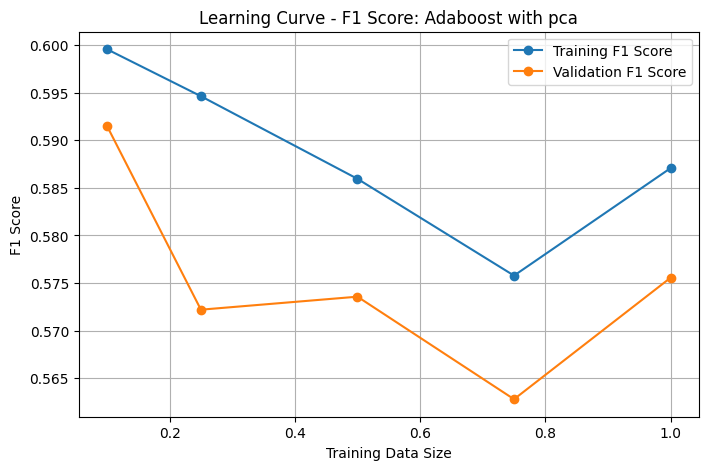 Learning Curve - F1 Score: Adaboost with pca
Training F1 Score
Validation F1 Score
F1 Score
0.600
0.595
0.590
0.585
0.580
0.575
0.570
0.565
0.2
0.4
0.6
0.8
1.0
Training Data Size